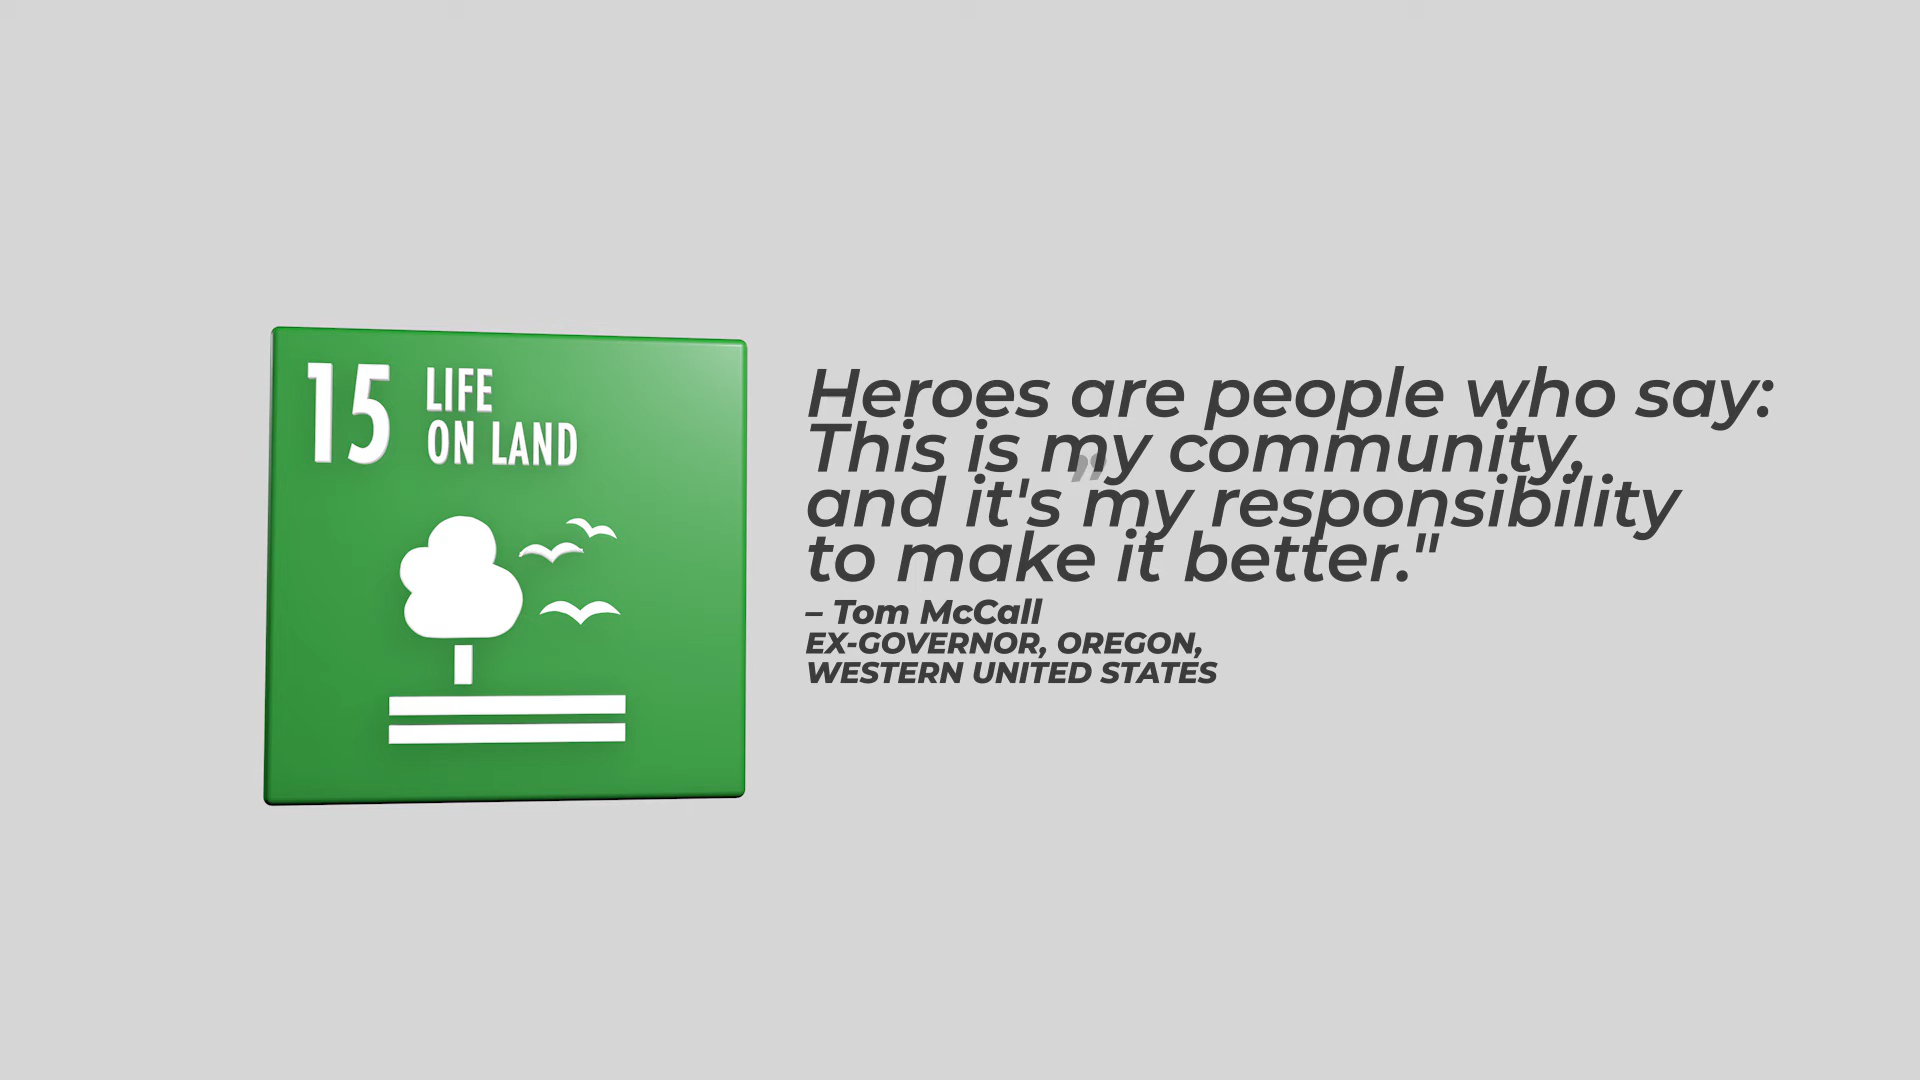 15 LIFE
ON LAND
Heroes are people who say:
This is my community,
and it's my responsibility
to make it better."
– Tom McCall
EX-GOVERNOR, OREGON,
WESTERN UNITED STATES